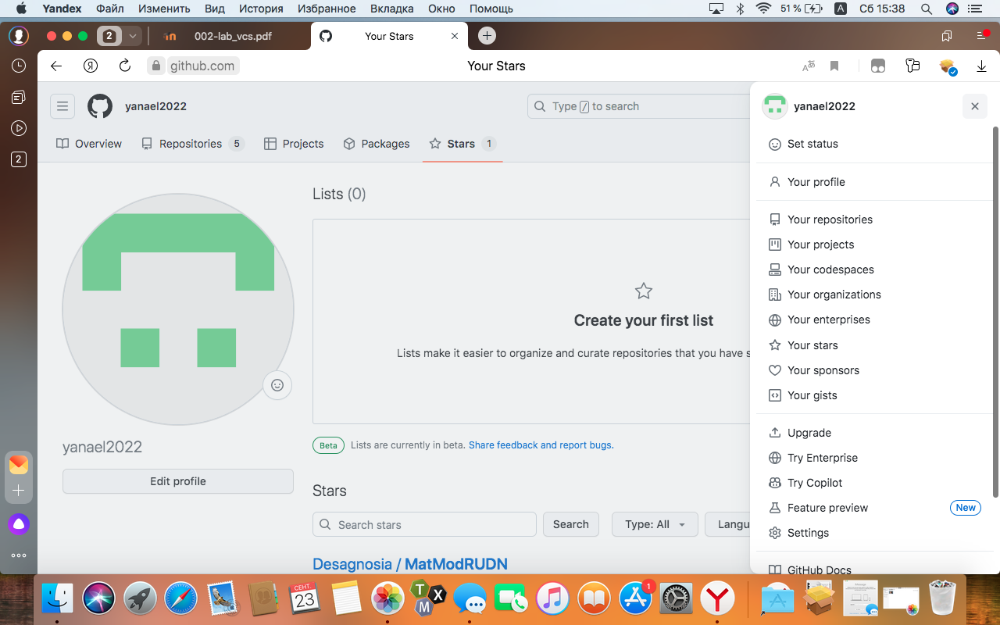 Yandex Файл Изменить Вид История Избранное Вкладка Окно Помощь 51 % A Сб 15:38
2 002-lab_vcs.pdf Your Stars
Я github.com Your Stars
yanael2022 Type / to search
Overview Repositories 5 Projects Packages Stars 1
2
Lists (0)
Create your first list
Lists make it easier to organize and curate repositories that you have s
yanael2022
Edit profile
Beta Lists are currently in beta. Share feedback and report bugs.
Stars
Search stars Search Type: All Langu
Desagnosia / MatModRUDN
yanael2022
Set status
Your profile
Your repositories
Your projects
Your codespaces
Your organizations
Your enterprises
Your stars
Your sponsors
Your gists
Upgrade
Try Enterprise
Try Copilot
Feature preview New
Settings
GitHub Docs
СЕНТ.
23
T
X
M
1